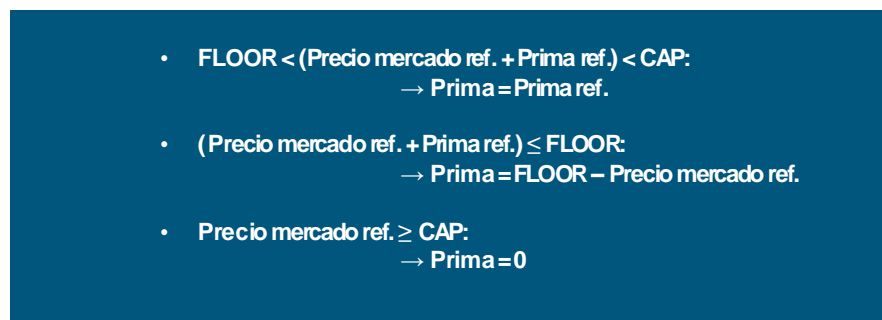 • FLOOR < (Precio mercado ref. + Prima ref.) < CAP:
→ Prima = Prima ref.
• (Precio mercado ref. + Prima ref.) ≤ FLOOR:
→ Prima = FLOOR – Precio mercado ref.
• Precio mercado ref. ≥ CAP:
→ Prima = 0